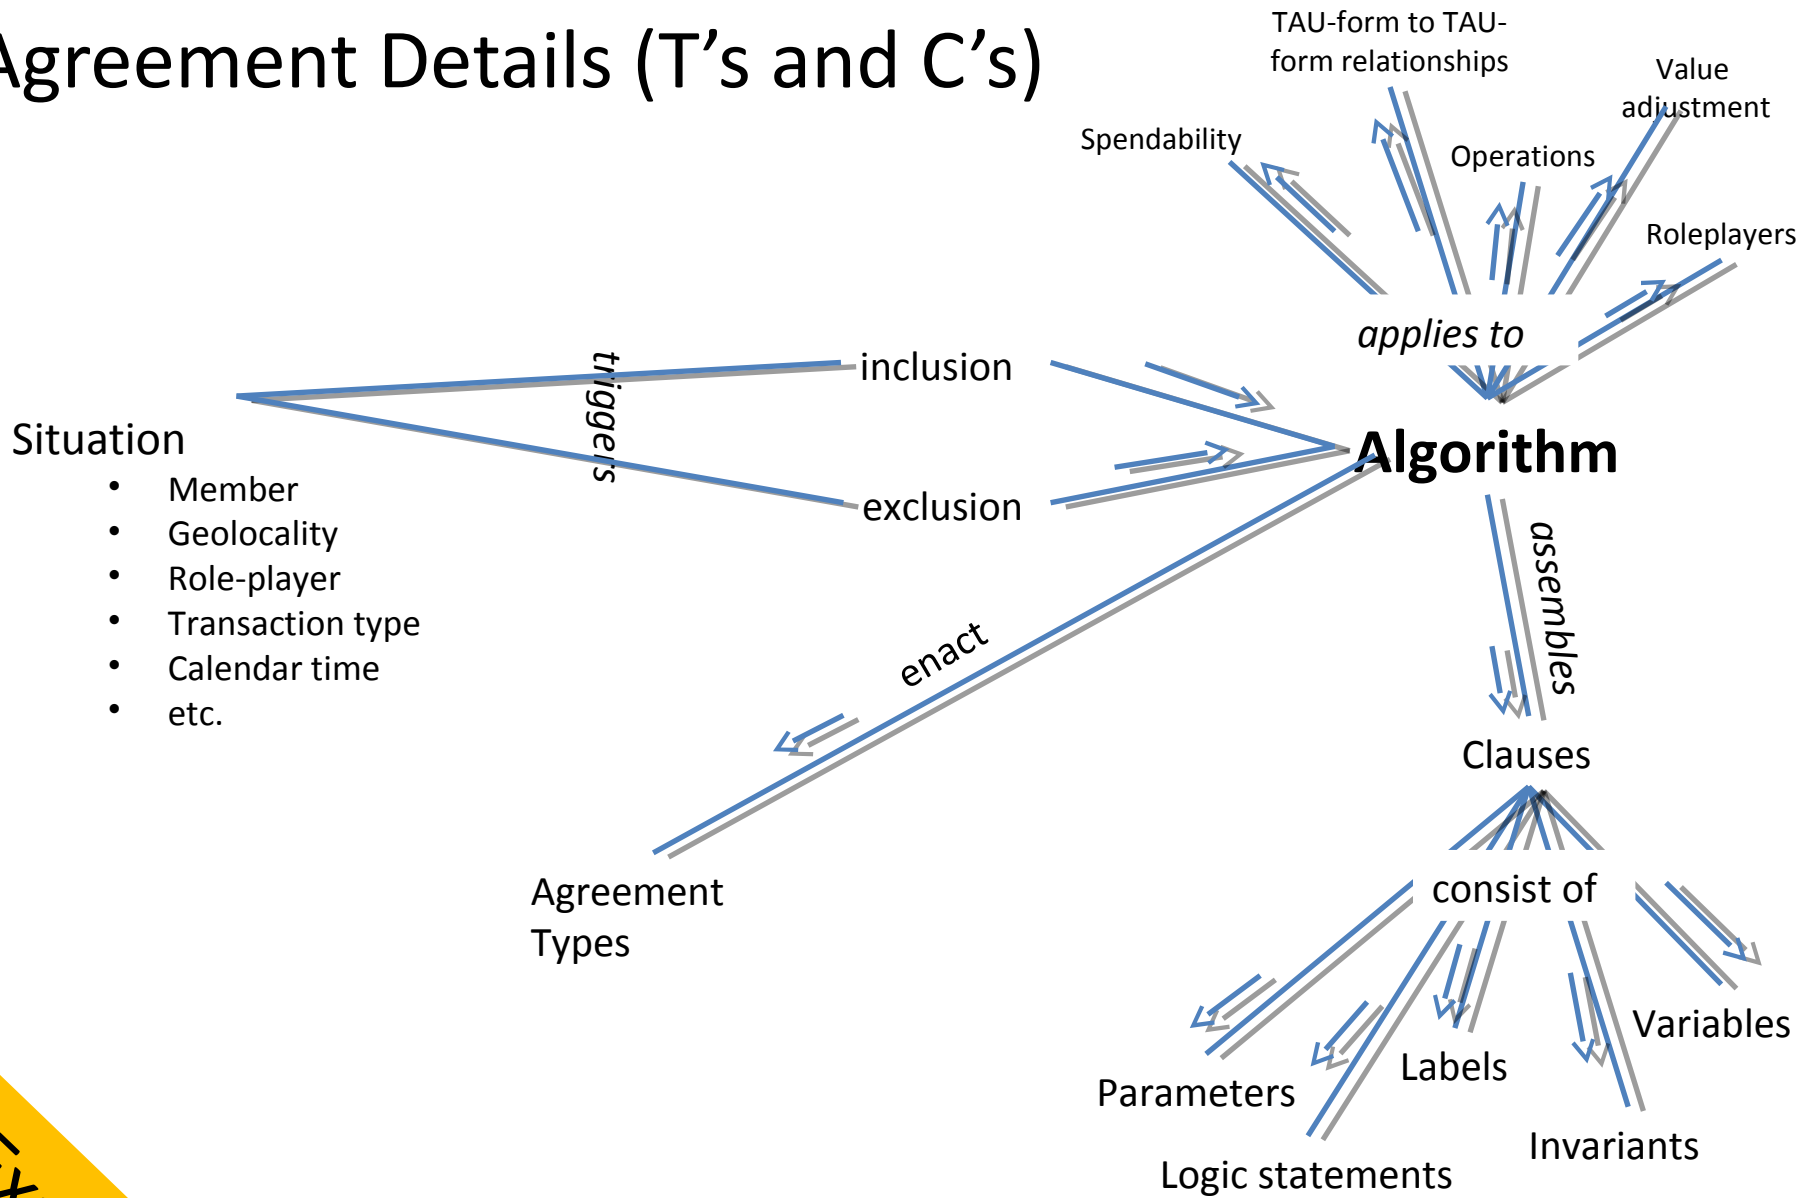 Agreement Details (T’s and C’s)
TAU-form to TAU-
form relationships
Value
adjustment
Spendability
Operations
Roleplayers
applies to
triggers
inclusion
Situation
Algorithm
• Member
exclusion
• Geolocality
• Role-player
• Transaction type
• Calendar time
• etc.
assembles
enact
Clauses
Agreement
Types
consist of
Variables
Labels
Parameters
Invariants
Logic statements